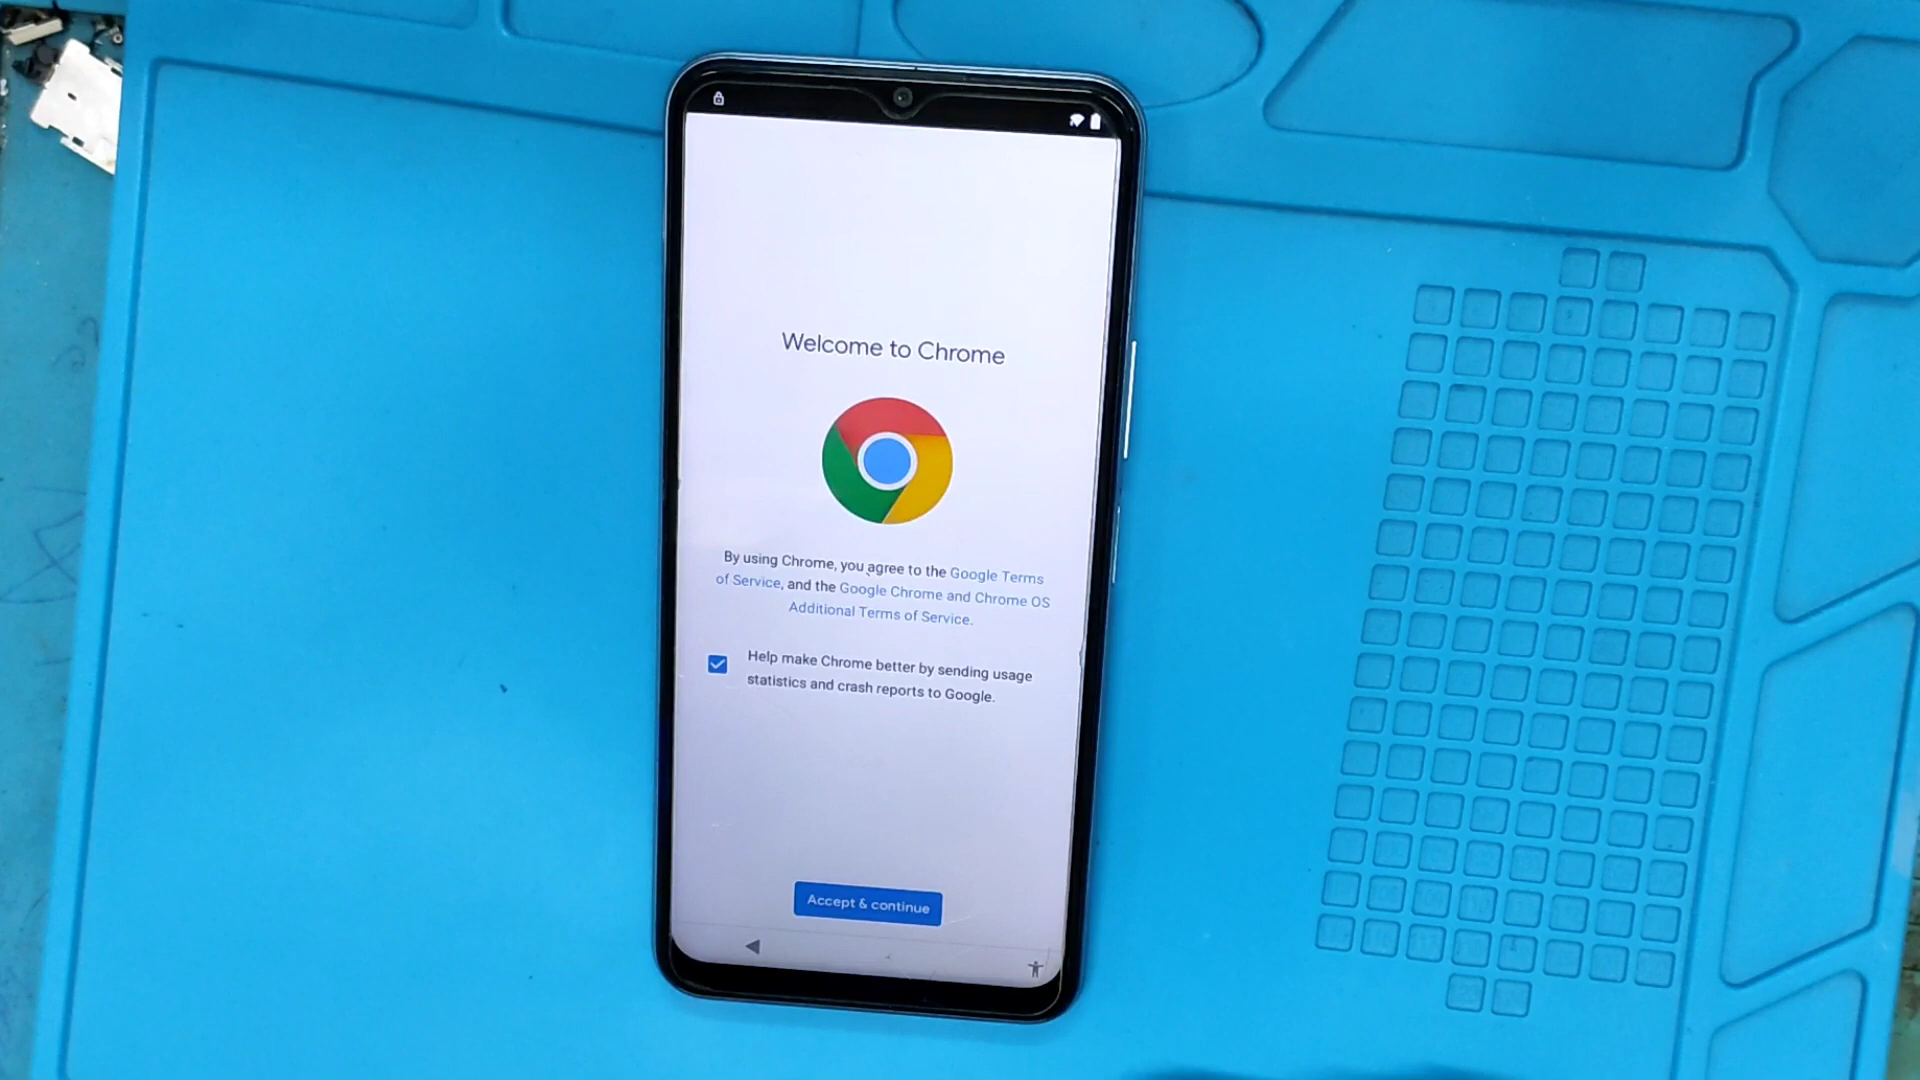 Welcome to Chrome
By using Chrome, you agree to the Google Terms
of Service, and the Google Chrome and Chrome OS
Additional Terms of Service.
Help make Chrome better by sending usage
statistics and crash reports to Google.
Accept & continue